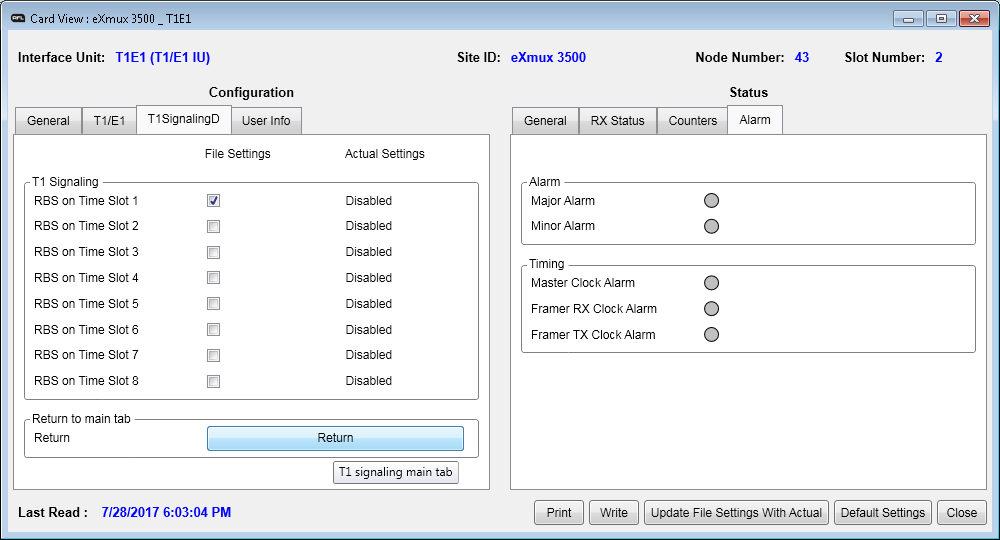 AFL Card View : eXmux 3500 _ T1E1
Interface Unit: T1E1 (T1/E1 IU) Site ID: eXmux 3500 Node Number: 43 Slot Number: 2
Configuration
General T1/E1 T1SignalingD User Info
File Settings Actual Settings
T1 Signaling
RBS on Time Slot 1 Disabled
RBS on Time Slot 2 Disabled
RBS on Time Slot 3 Disabled
RBS on Time Slot 4 Disabled
RBS on Time Slot 5 Disabled
RBS on Time Slot 6 Disabled
RBS on Time Slot 7 Disabled
RBS on Time Slot 8 Disabled
Return to main tab
Return Return
T1 signaling main tab
Status
General RX Status Counters Alarm
Alarm
Major Alarm
Minor Alarm
Timing
Master Clock Alarm
Framer RX Clock Alarm
Framer TX Clock Alarm
Last Read : 7/28/2017 6:03:04 PM Print Write Update File Settings With Actual Default Settings Close